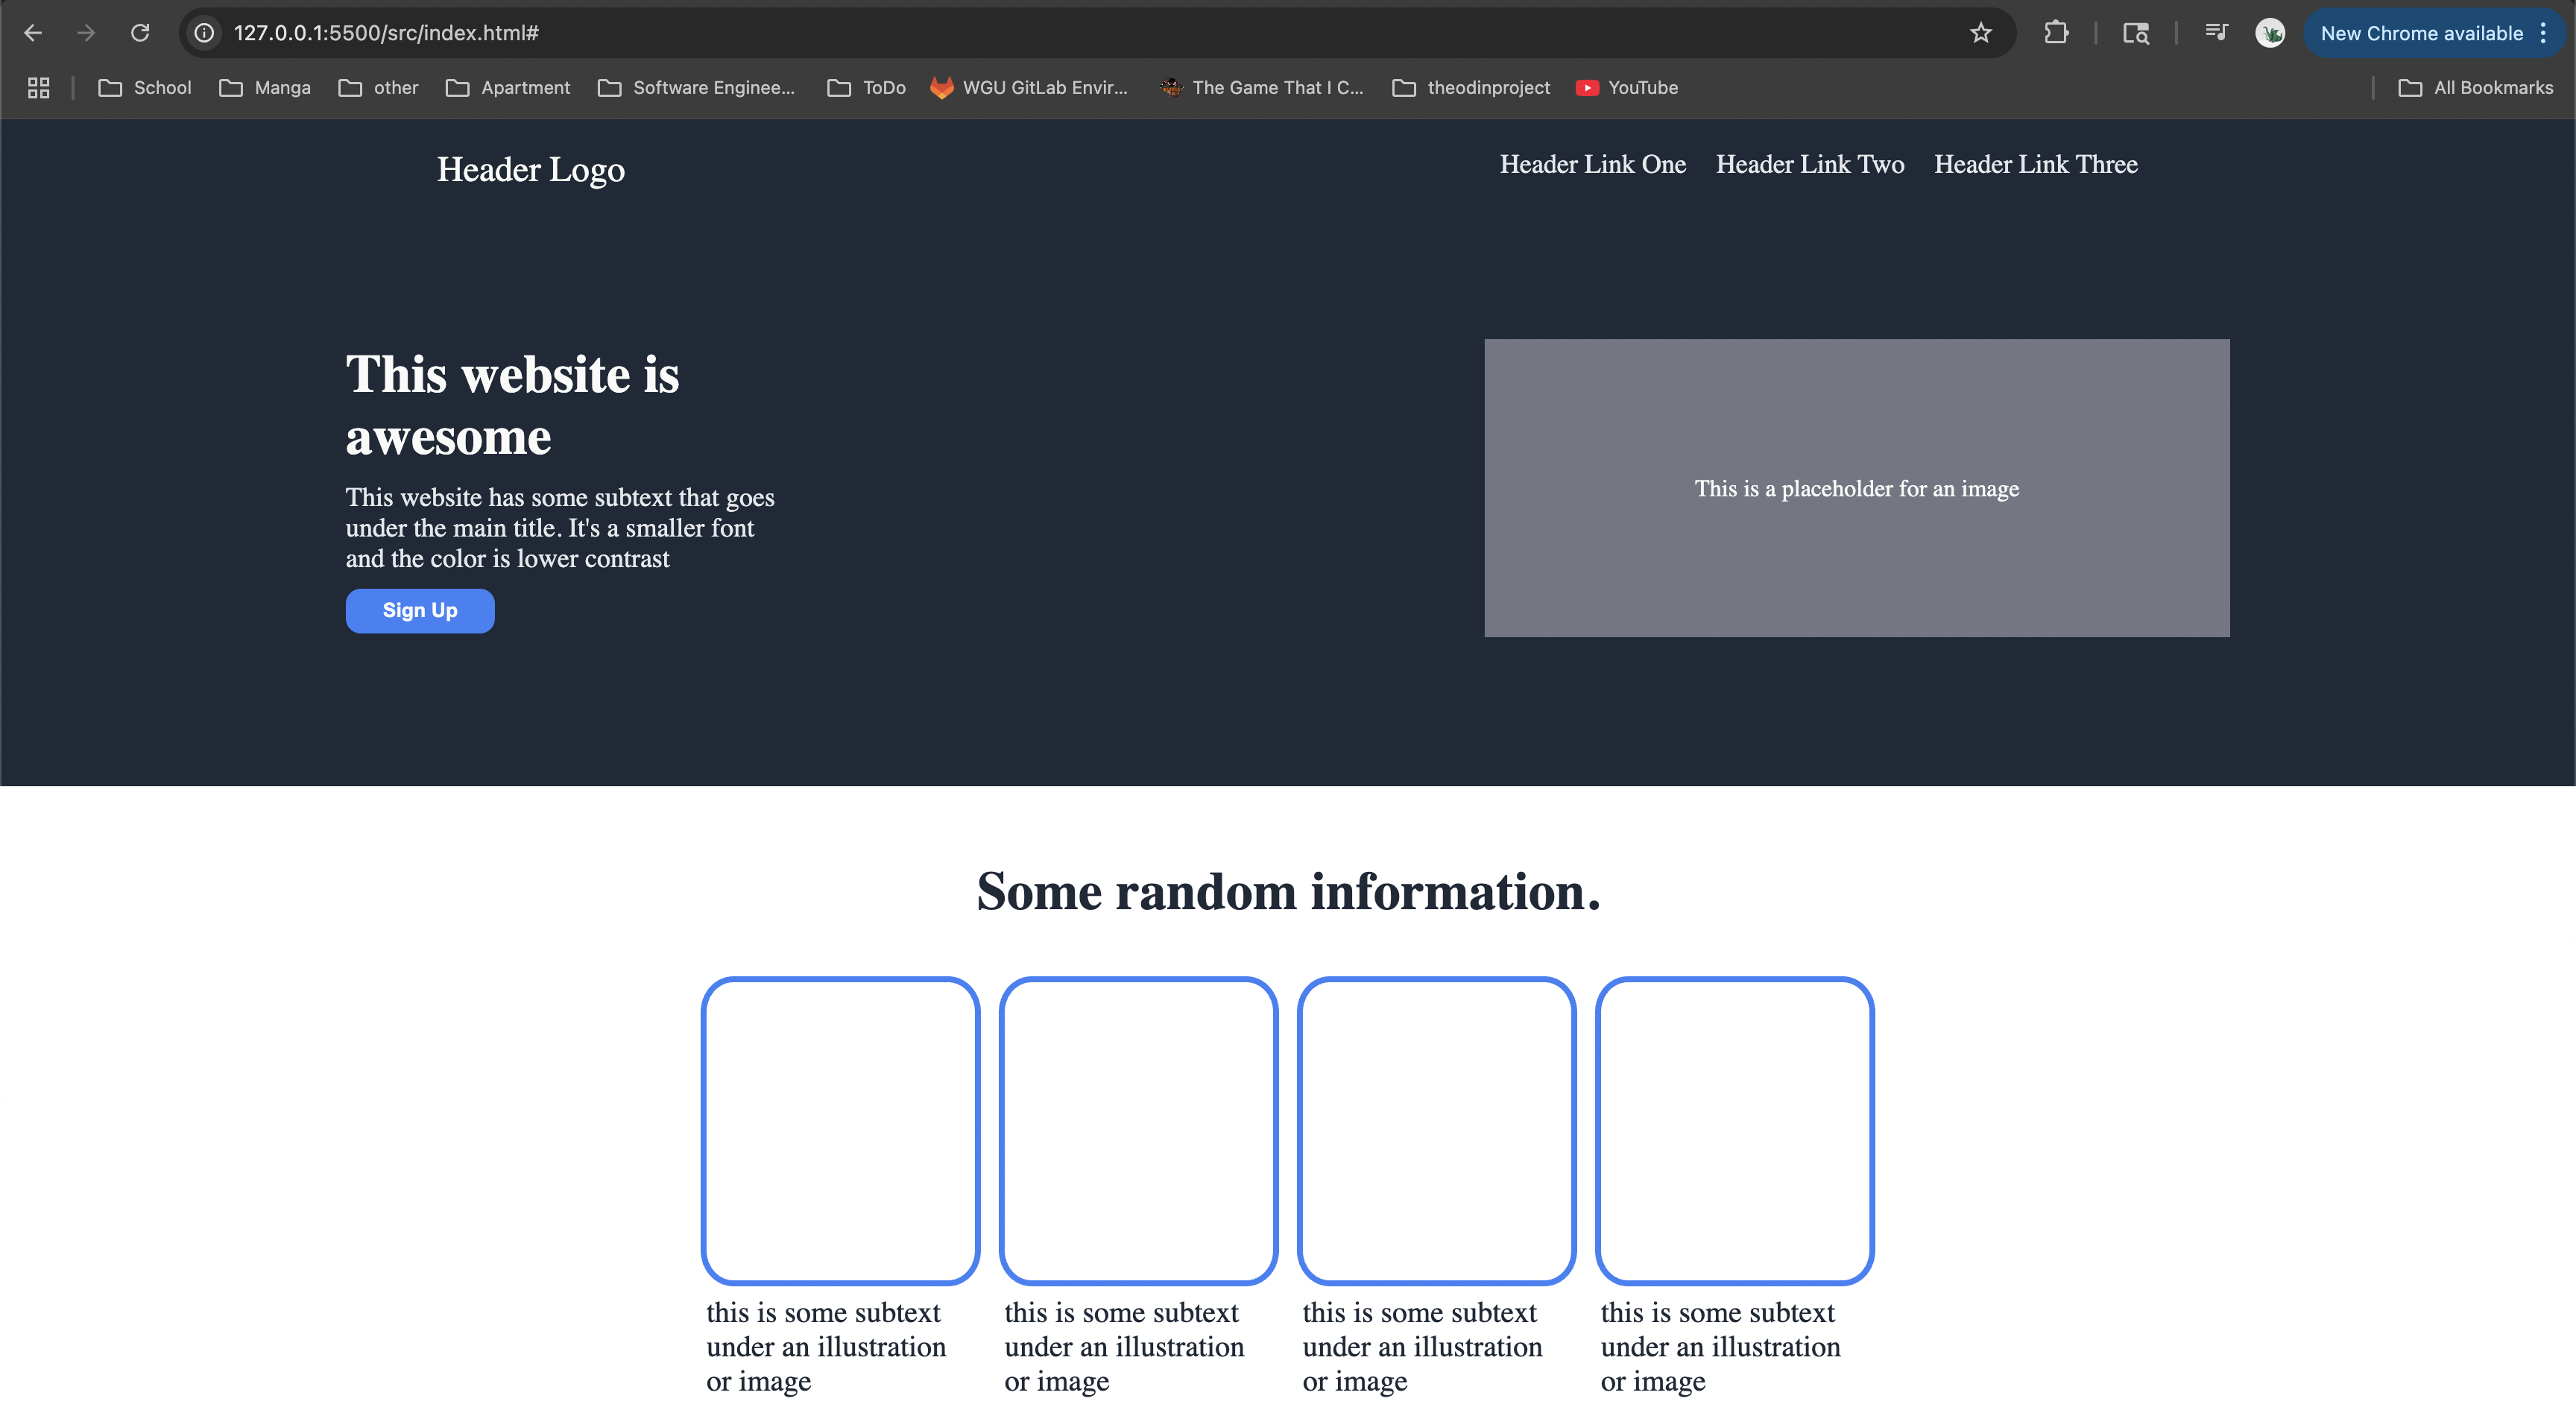 127.0.0.1:5500/src/index.html#
New Chrome available
School
Manga
other
Apartment
Software Enginee...
ToDo
WGU GitLab Envir...
The Game That I C...
theodinproject
YouTube
All Bookmarks
Header Logo
Header Link One
Header Link Two
Header Link Three
This website is
awesome
This website has some subtext that goes
under the main title. It's a smaller font
and the color is lower contrast
Sign Up
This is a placeholder for an image
Some random information.
this is some subtext
under an illustration
or image
this is some subtext
under an illustration
or image
this is some subtext
under an illustration
or image
this is some subtext
under an illustration
or image